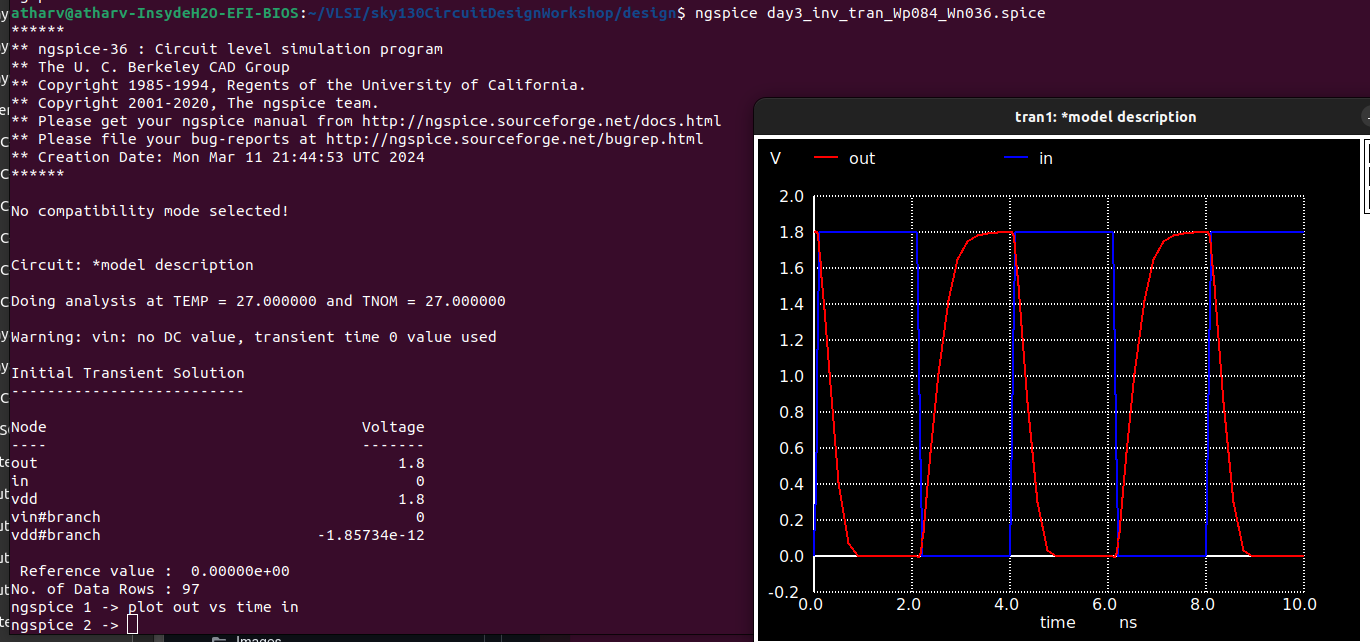 atharv@atharv-InsydeH2O-EFI-BIOS:~/VLSI/sky130CircuitDesignWorkshop/design$ ngspice day3_inv_tran_Wp084_Wn036.spice
******
** ngspice-36 : Circuit level simulation program
** The U. C. Berkeley CAD Group
** Copyright 1985-1994, Regents of the University of California.
** Copyright 2001-2020, The ngspice team.
** Please get your ngspice manual from http://ngspice.sourceforge.net/docs.html
** Please file your bug-reports at http://ngspice.sourceforge.net/bugrep.html
** Creation Date: Mon Mar 11 21:44:53 UTC 2024
******
No compatibility mode selected!
Circuit: *model description
Doing analysis at TEMP = 27.000000 and TNOM = 27.000000
Warning: vin: no DC value, transient time 0 value used
Initial Transient Solution
--------------------------
Node Voltage
---- -------
out 1.8
in 0
vdd 1.8
vin#branch 0
vdd#branch -1.85734e-12
Reference value : 0.00000e+00
No. of Data Rows : 97
ngspice 1 -> plot out vs time in
ngspice 2 ->
Images
tran1: *model description
V out in
2.0
1.8
1.6
1.4
1.2
1.0
0.8
0.6
0.4
0.2
0.0
-0.2
0.0 2.0 4.0 6.0 8.0 10.0
time ns